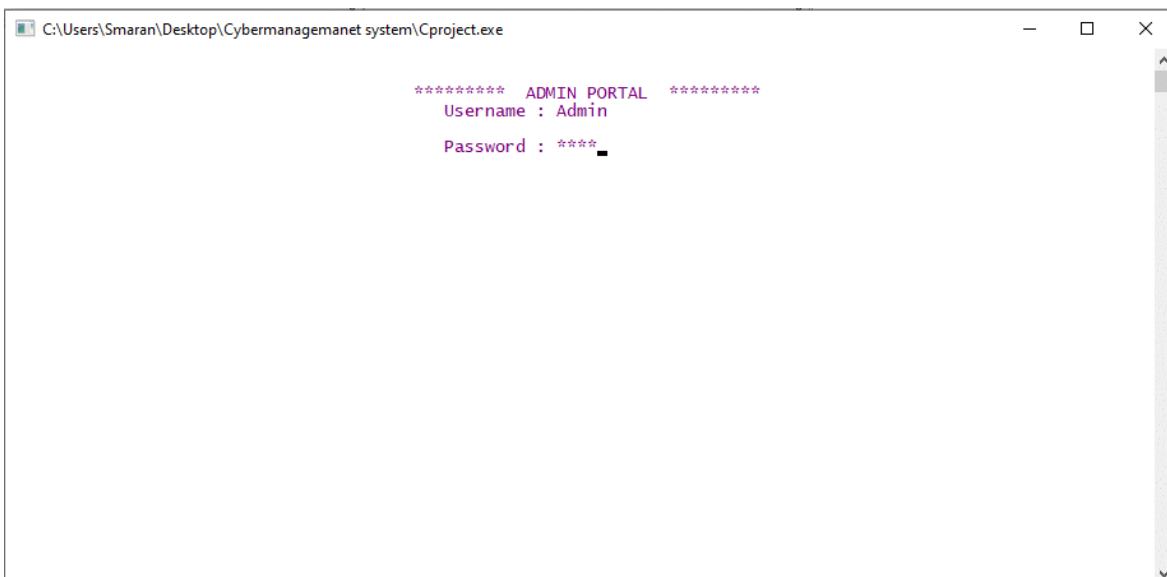 C:\Users\Smaran\Desktop\Cybermanagemanet system\Cproject.exe
********* ADMIN PORTAL *********
Username : Admin
Password : ****